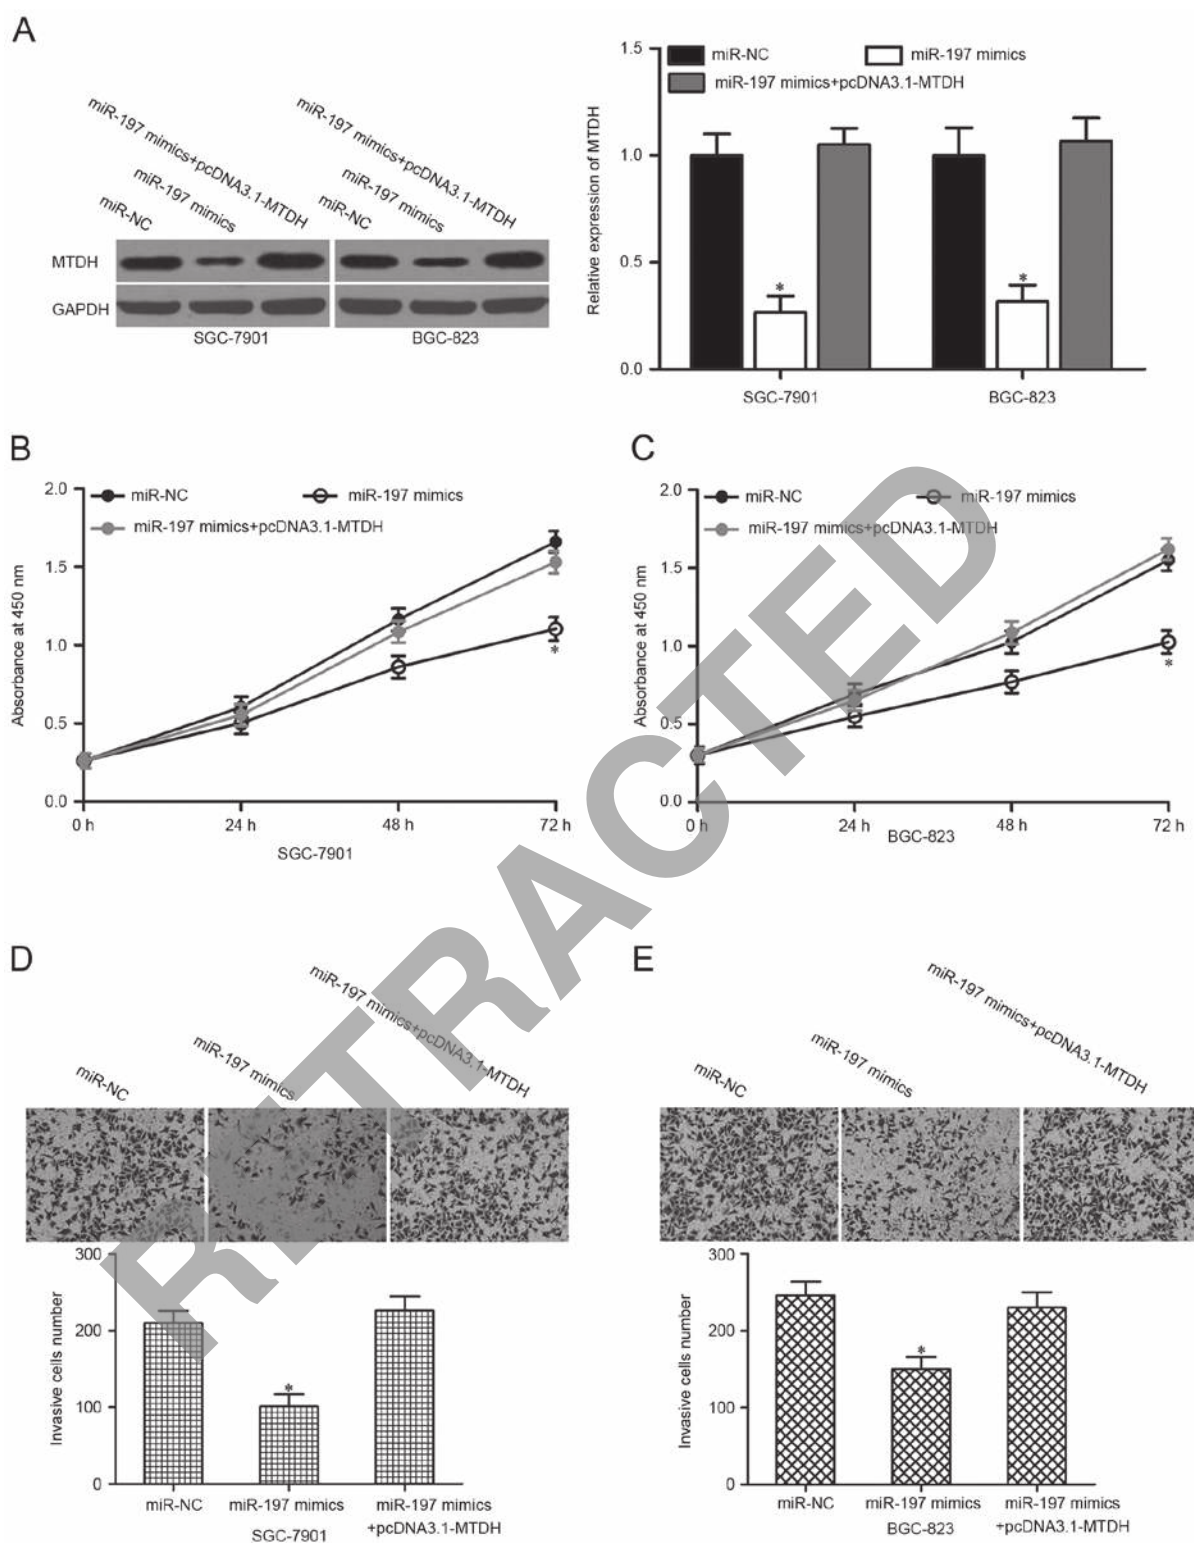 A
miR-NC
miR-197 mimics
miR-197 mimics+pcDNA3.1-MTDH
miR-NC
miR-197 mimics
miR-197 mimics+pcDNA3.1-MTDH
MTDH
GAPDH
SGC-7901
BGC-823
Relative expression of MTDH
1.5
1.0
0.5
0.0
miR-NC
miR-197 mimics
miR-197 mimics+pcDNA3.1-MTDH
*
*
SGC-7901
BGC-823
B
Absorbance at 450 nm
2.0
1.5
1.0
0.5
0.0
miR-NC
miR-197 mimics
miR-197 mimics+pcDNA3.1-MTDH
*
0 h
24 h
48 h
72 h
SGC-7901
C
Absorbance at 450 nm
2.0
1.5
1.0
0.5
0.0
miR-NC
miR-197 mimics
miR-197 mimics+pcDNA3.1-MTDH
*
0 h
24 h
48 h
72 h
BGC-823
RETRACTED
D
miR-NC
miR-197 mimics
miR-197 mimics+pcDNA3.1-MTDH
Invasive cells number
300
200
100
0
*
miR-NC
miR-197 mimics
miR-197 mimics
+pcDNA3.1-MTDH
SGC-7901
E
miR-NC
miR-197 mimics
miR-197 mimics+pcDNA3.1-MTDH
Invasive cells number
300
200
100
0
*
miR-NC
miR-197 mimics
miR-197 mimics
+pcDNA3.1-MTDH
BGC-823